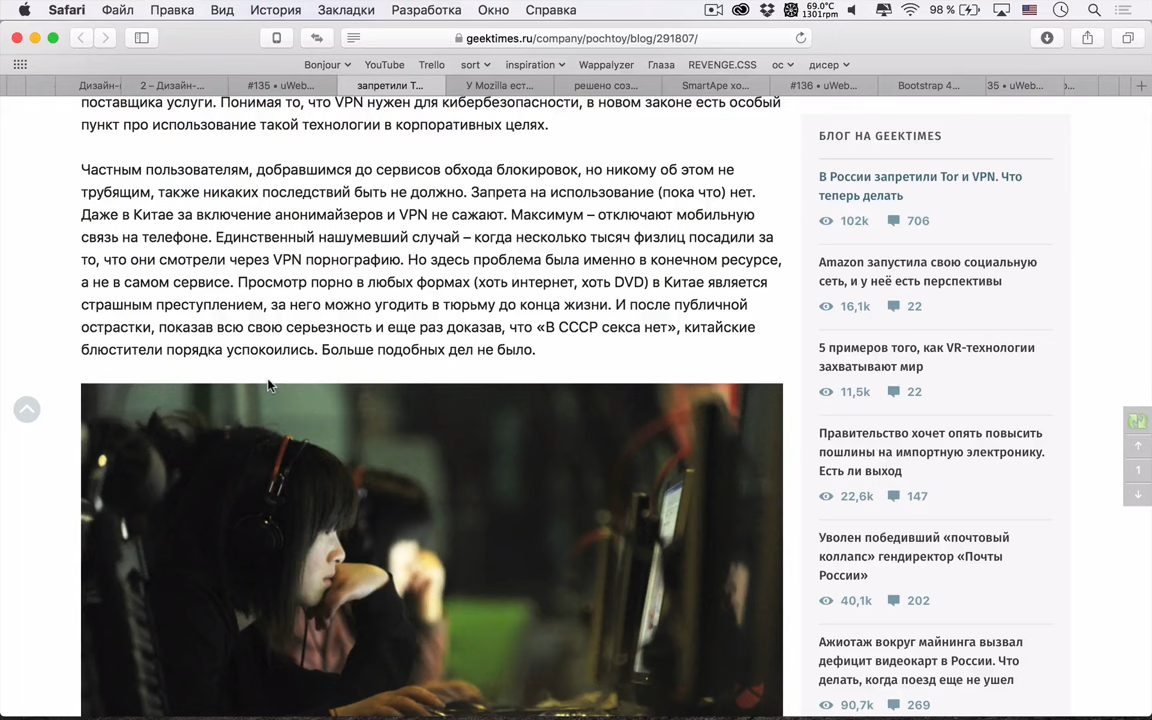 Safari Файл Правка Вид История Закладки Разработка Окно Справка 69.0°C 1301rpm 98 %
geektimes.ru/company/pochtoy/blog/291807/
Bonjour YouTube Trello sort inspiration Wappalyzer Глаза REVENGE.CSS ос дисер
Дизайн-( 2 – Дизайн-... #135 • uWeb... запретили T... У Mozilla ест... решено соз... SmartApe хо... #136 • uWeb... Bootstrap 4... 35 • uWeb...
поставщика услуги. Понимая то, что VPN нужен для кибербезопасности, в новом законе есть особый
пункт про использование такой технологии в корпоративных целях.
Частным пользователям, добравшимся до сервисов обхода блокировок, но никому об этом не
трубящим, также никаких последствий быть не должно. Запрета на использование (пока что) нет.
Даже в Китае за включение анонимайзеров и VPN не сажают. Максимум – отключают мобильную
связь на телефоне. Единственный нашумевший случай – когда несколько тысяч физлиц посадили за
то, что они смотрели через VPN порнографию. Но здесь проблема была именно в конечном ресурсе,
а не в самом сервисе. Просмотр порно в любых формах (хоть интернет, хоть DVD) в Китае является
страшным преступлением, за него можно угодить в тюрьму до конца жизни. И после публичной
острастки, показав всю свою серьезность и еще раз доказав, что «В СССР секса нет», китайские
блюстители порядка успокоились. Больше подобных дел не было.
БЛОГ НА GEEKTIMES
В России запретили Tor и VPN. Что
теперь делать
102k 706
Amazon запустила свою социальную
сеть, и у неё есть перспективы
16,1k 22
5 примеров того, как VR-технологии
захватывают мир
11,5k 22
Правительство хочет опять повысить
пошлины на импортную электронику.
Есть ли выход
22,6k 147
Уволен победивший «почтовый
коллапс» гендиректор «Почты
России»
40,1k 202
Ажиотаж вокруг майнинга вызвал
дефицит видеокарт в России. Что
делать, когда поезд еще не ушел
90,7k 269
1